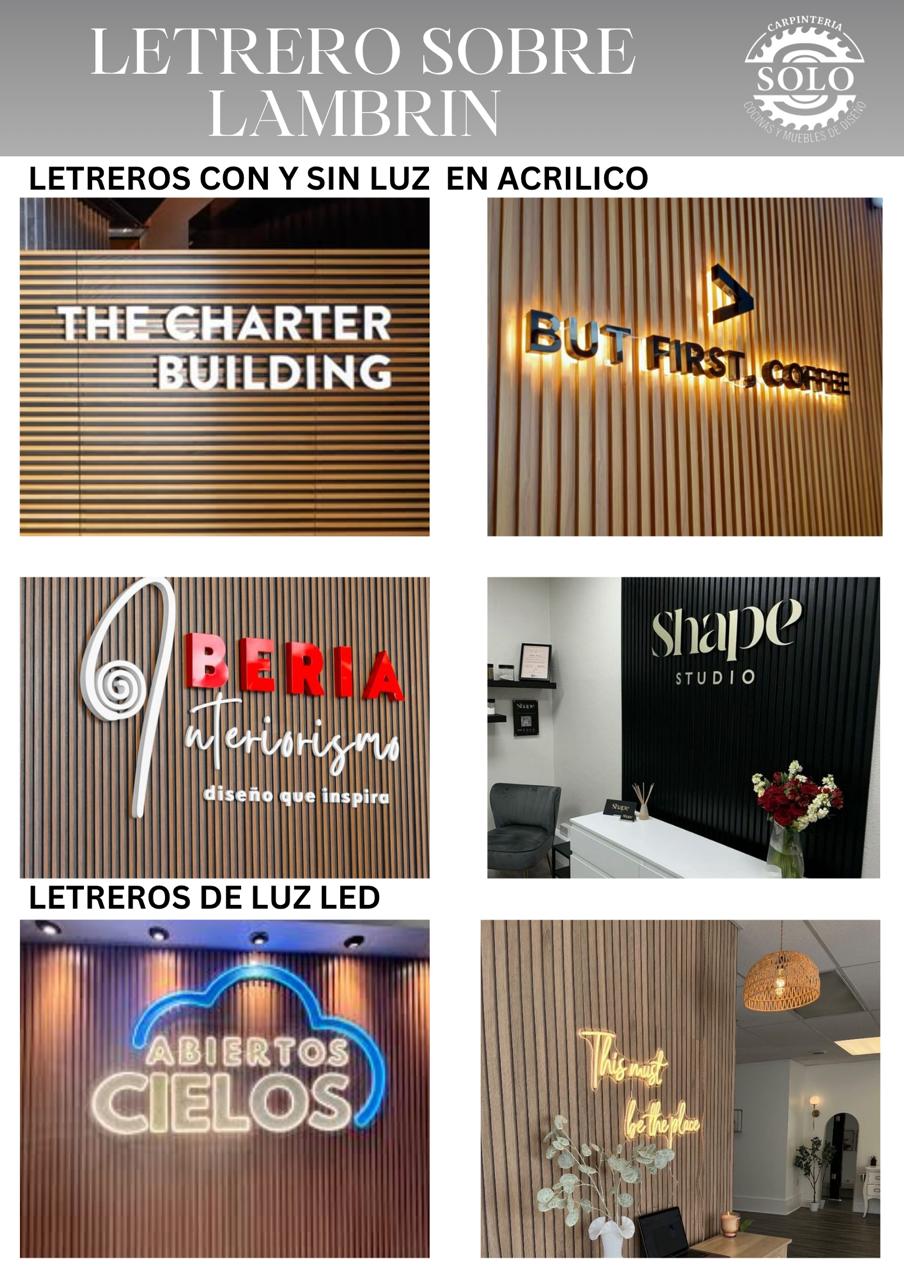 LETRERO SOBRE
LAMBRIN
CARPINTERIA
SOLO
COCINAS Y MUEBLES DE DISEÑO
LETREROS CON Y SIN LUZ EN ACRILICO
THE CHARTER
BUILDING
BUT FIRST, COFFEE
IBERIA
Interiorismo
diseño que inspira
shape
STUDIO
shape
shape
LETREROS DE LUZ LED
ABIERTOS
CIELOS
This must
be the place